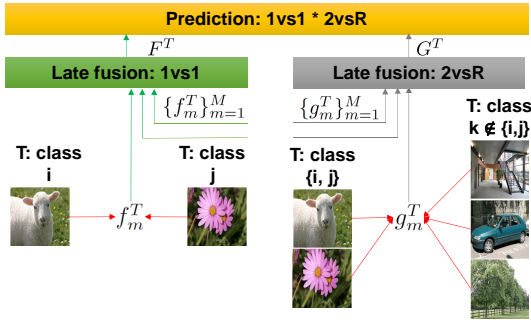 Prediction: 1vs1 * 2vsR
F^T G^T
Late fusion: 1vs1
Late fusion: 2vsR
{f_m^T}_{m=1}^M {g_m^T}_{m=1}^M
T: class
i
T: class
j
T: class
{i, j}
T: class
k ∉ {i,j}
f_m^T
g_m^T